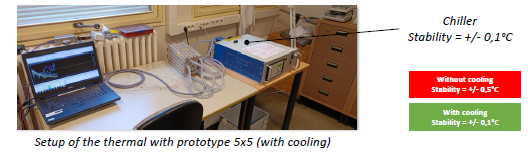 Chiller
Stability = +/- 0,1°C
Without cooling
Stability = +/- 0,5°C
With cooling
Stability = +/- 0,1°C
Setup of the thermal with prototype 5x5 (with cooling)